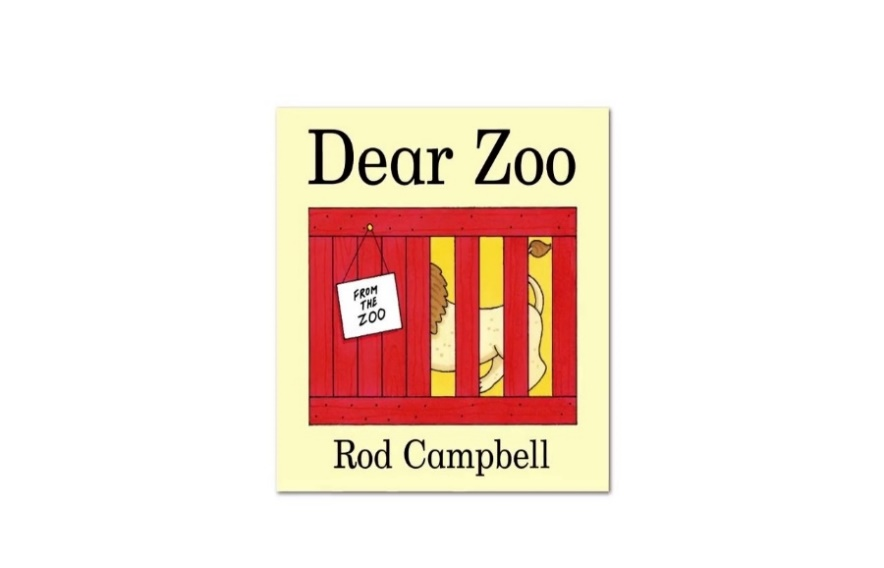 Dear Zoo
FROM
THE
ZOO
Rod Campbell